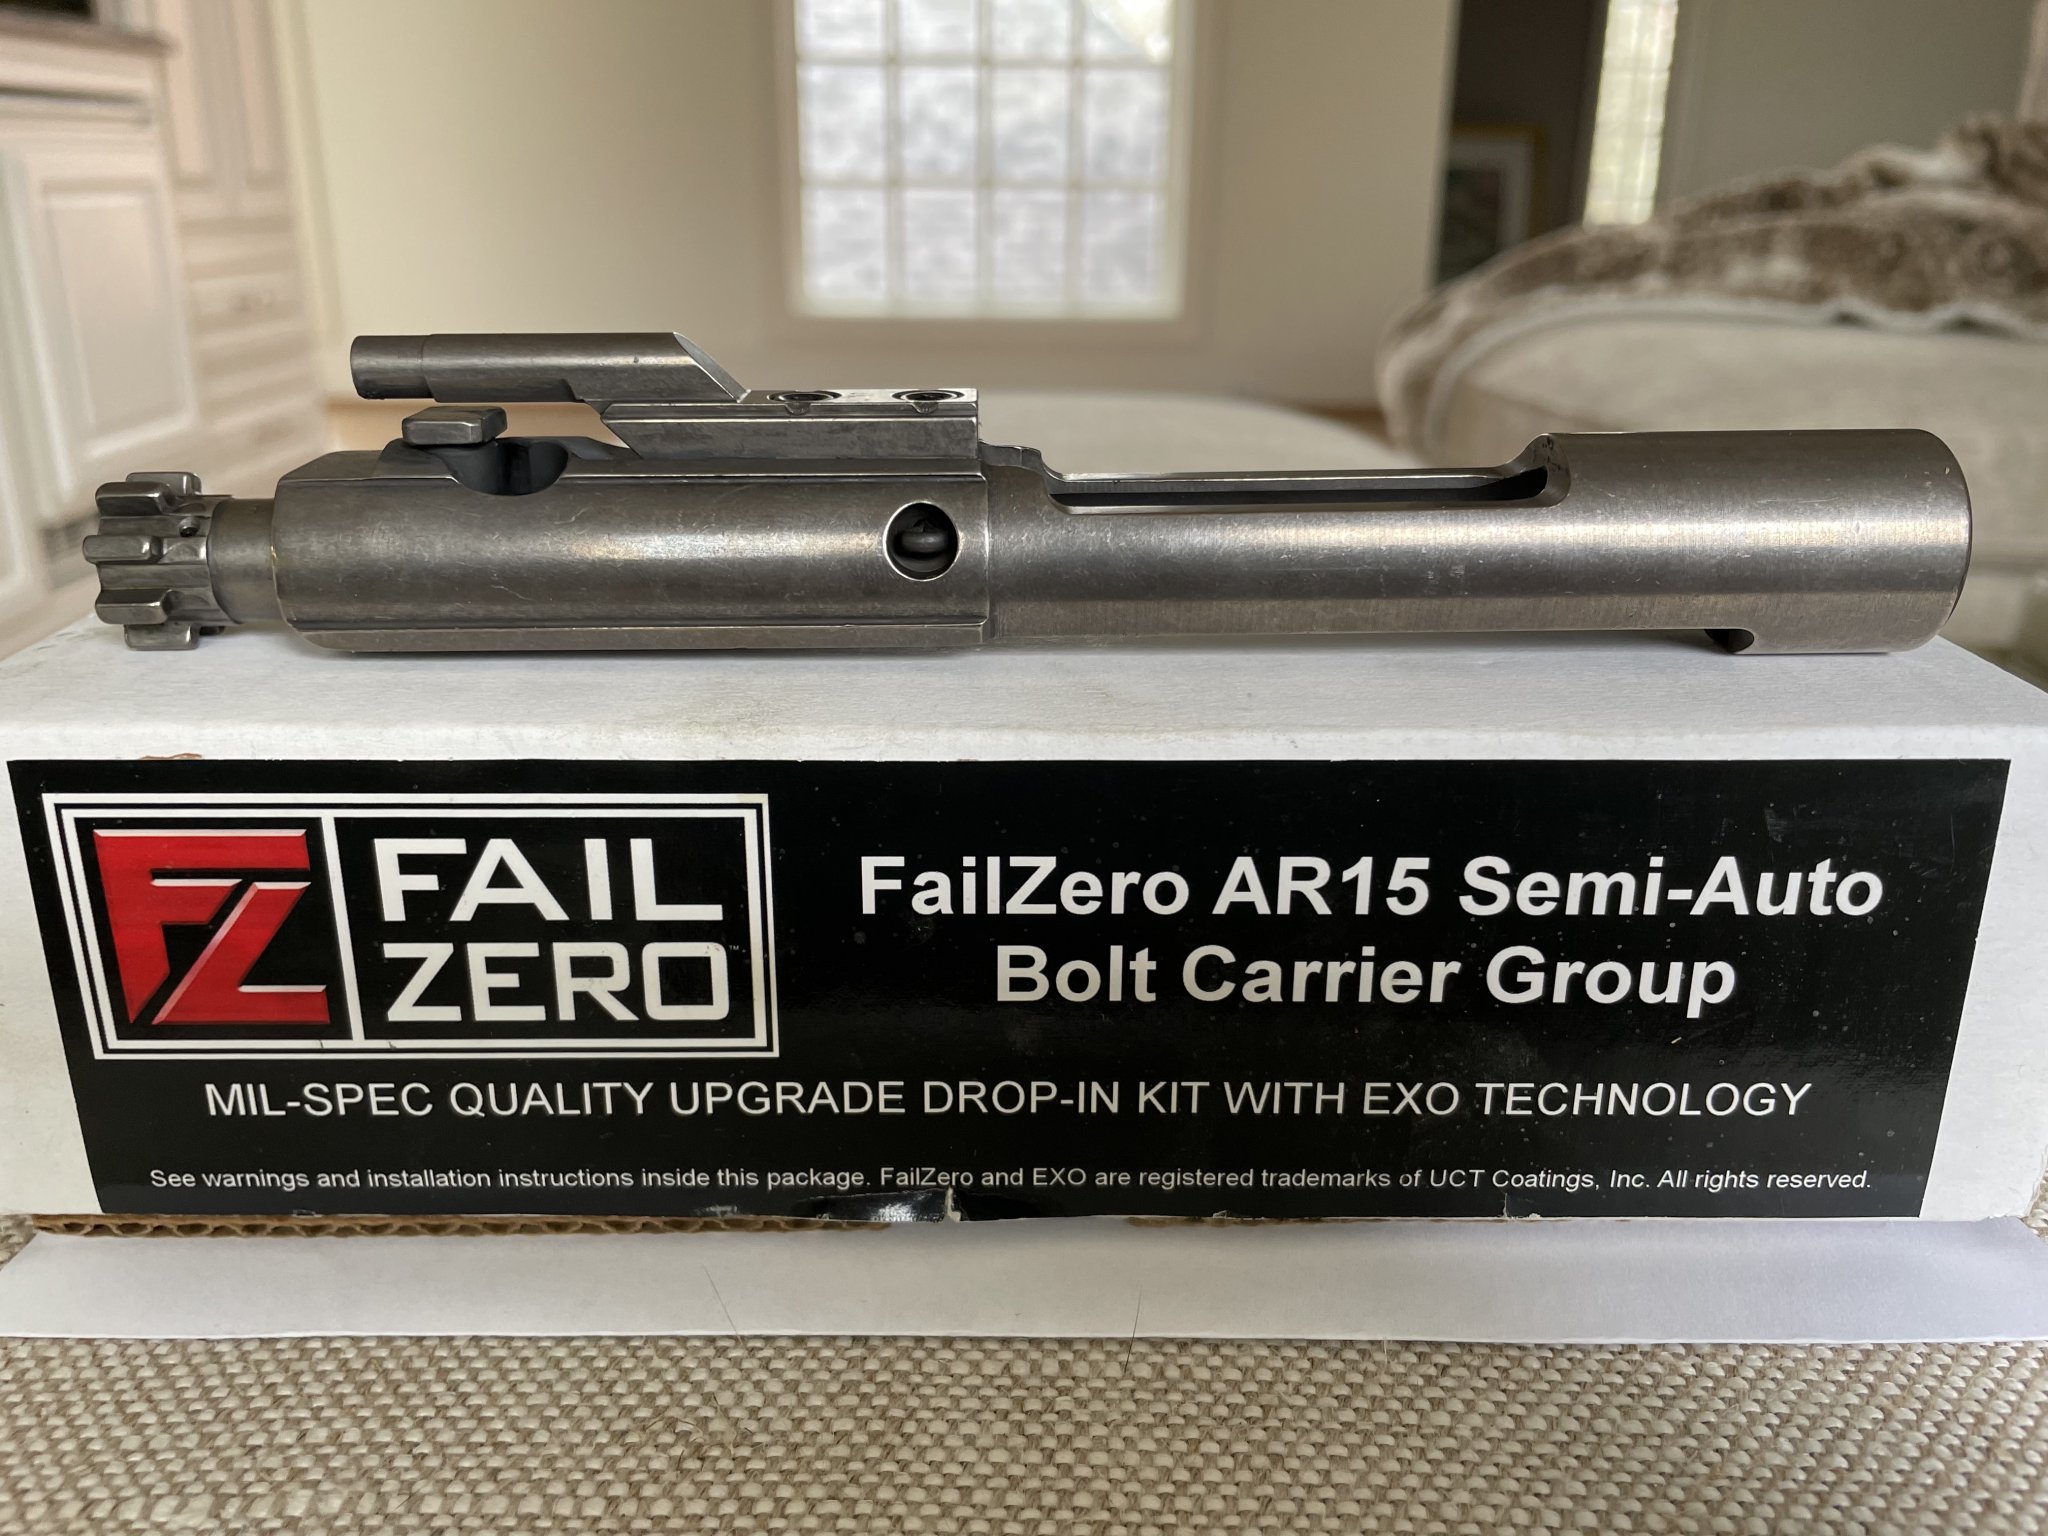 FZ
FAIL
ZERO™
FailZero AR15 Semi-Auto
Bolt Carrier Group
MIL-SPEC QUALITY UPGRADE DROP-IN KIT WITH EXO TECHNOLOGY
See warnings and installation instructions inside this package. FailZero and EXO are registered trademarks of UCT Coatings, Inc. All rights reserved.